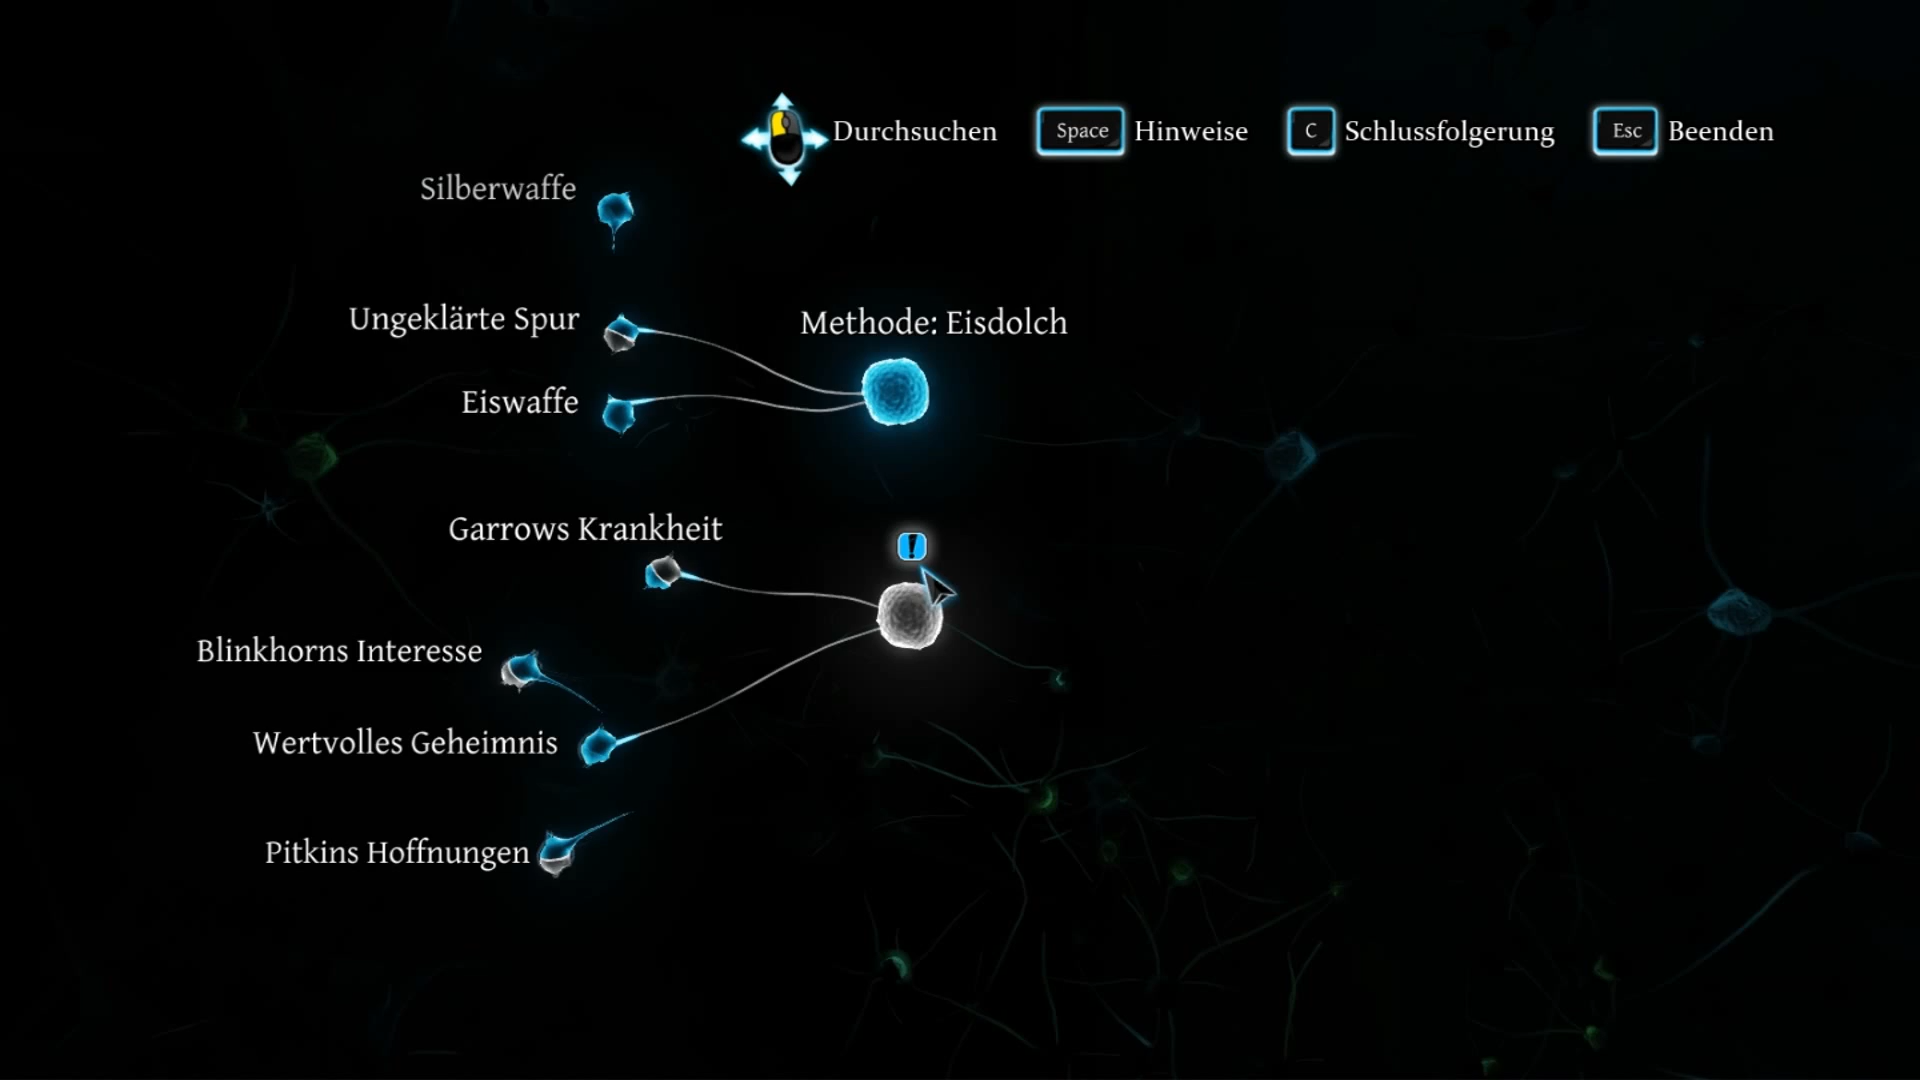 Durchsuchen
Space Hinweise
C Schlussfolgerung
Esc Beenden
Silberwaffe
Ungeklärte Spur
Methode: Eisdolch
Eiswaffe
Garrows Krankheit
!
Blinkhorns Interesse
Wertvolles Geheimnis
Pitkins Hoffnungen